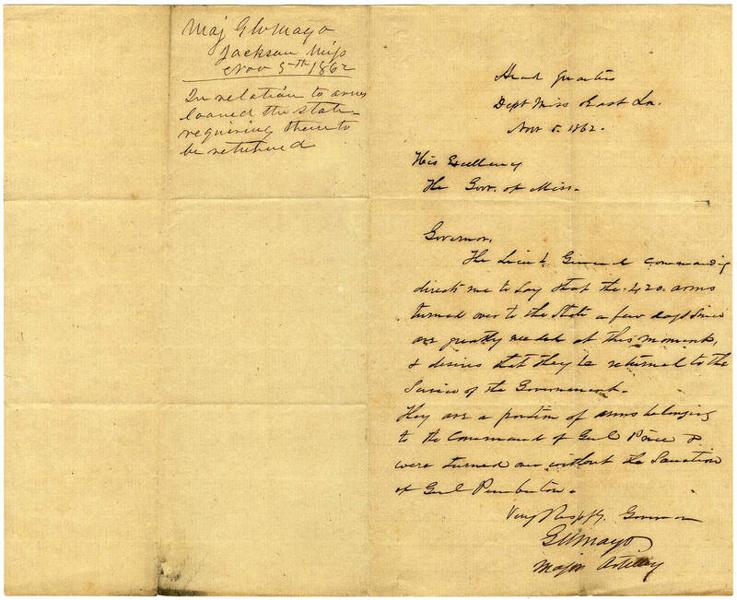 Maj G W Mayo
Jackson Miss
Nov 5th 1862
In relation to arms
loaned the state -
requiring them to
be returned
Head Quarters
Dept Miss East La.
Nov 5. 1862.
His Excellency
The Gov. of Miss.
Governor,
The Lieut. General Commanding
directs me to say that the 420. arms
turned over to the State a few days since
are greatly needed at this moment,
& desires that they be returned to the
Service of the Government.
They are a portion of arms belonging
to the Command of Genl Price &
were turned over without the Sanction
of Genl Pemberton.
Very Respfly. Governor
G W Mayo
Major Artillery